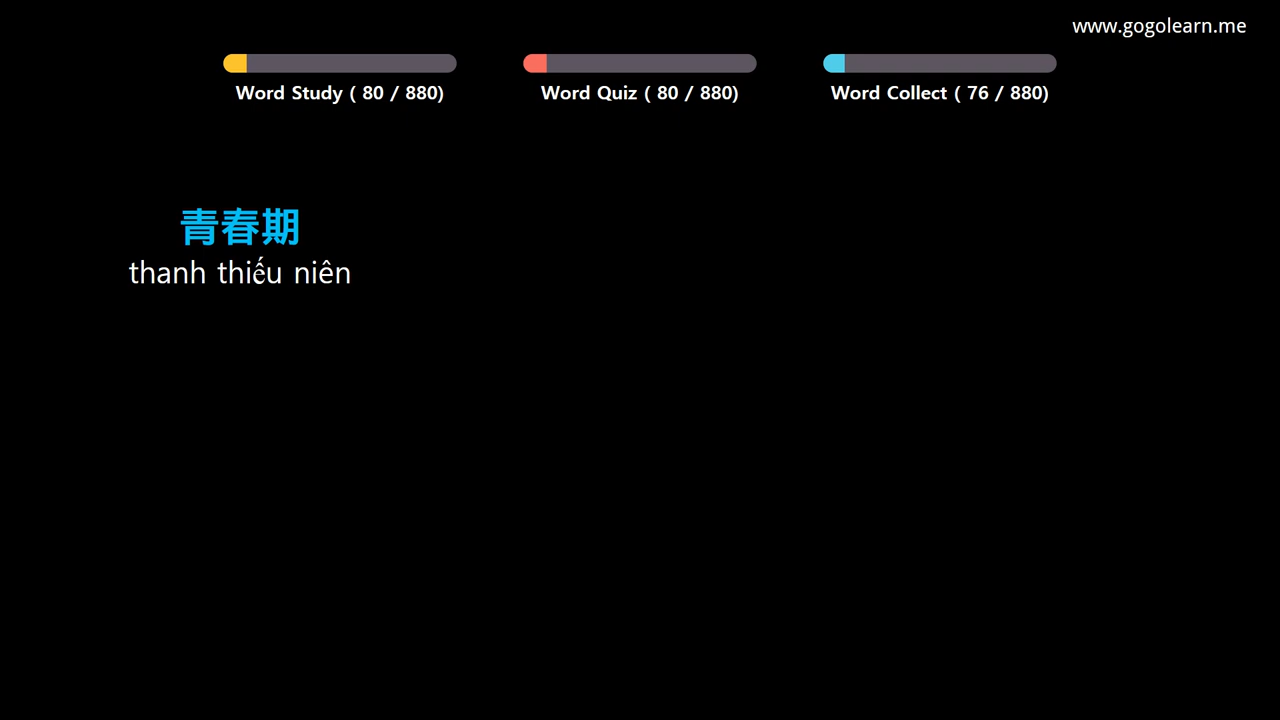 www.gogolearn.me
Word Study ( 80 / 880)
Word Quiz ( 80 / 880)
Word Collect ( 76 / 880)
青春期
thanh thiếu niên